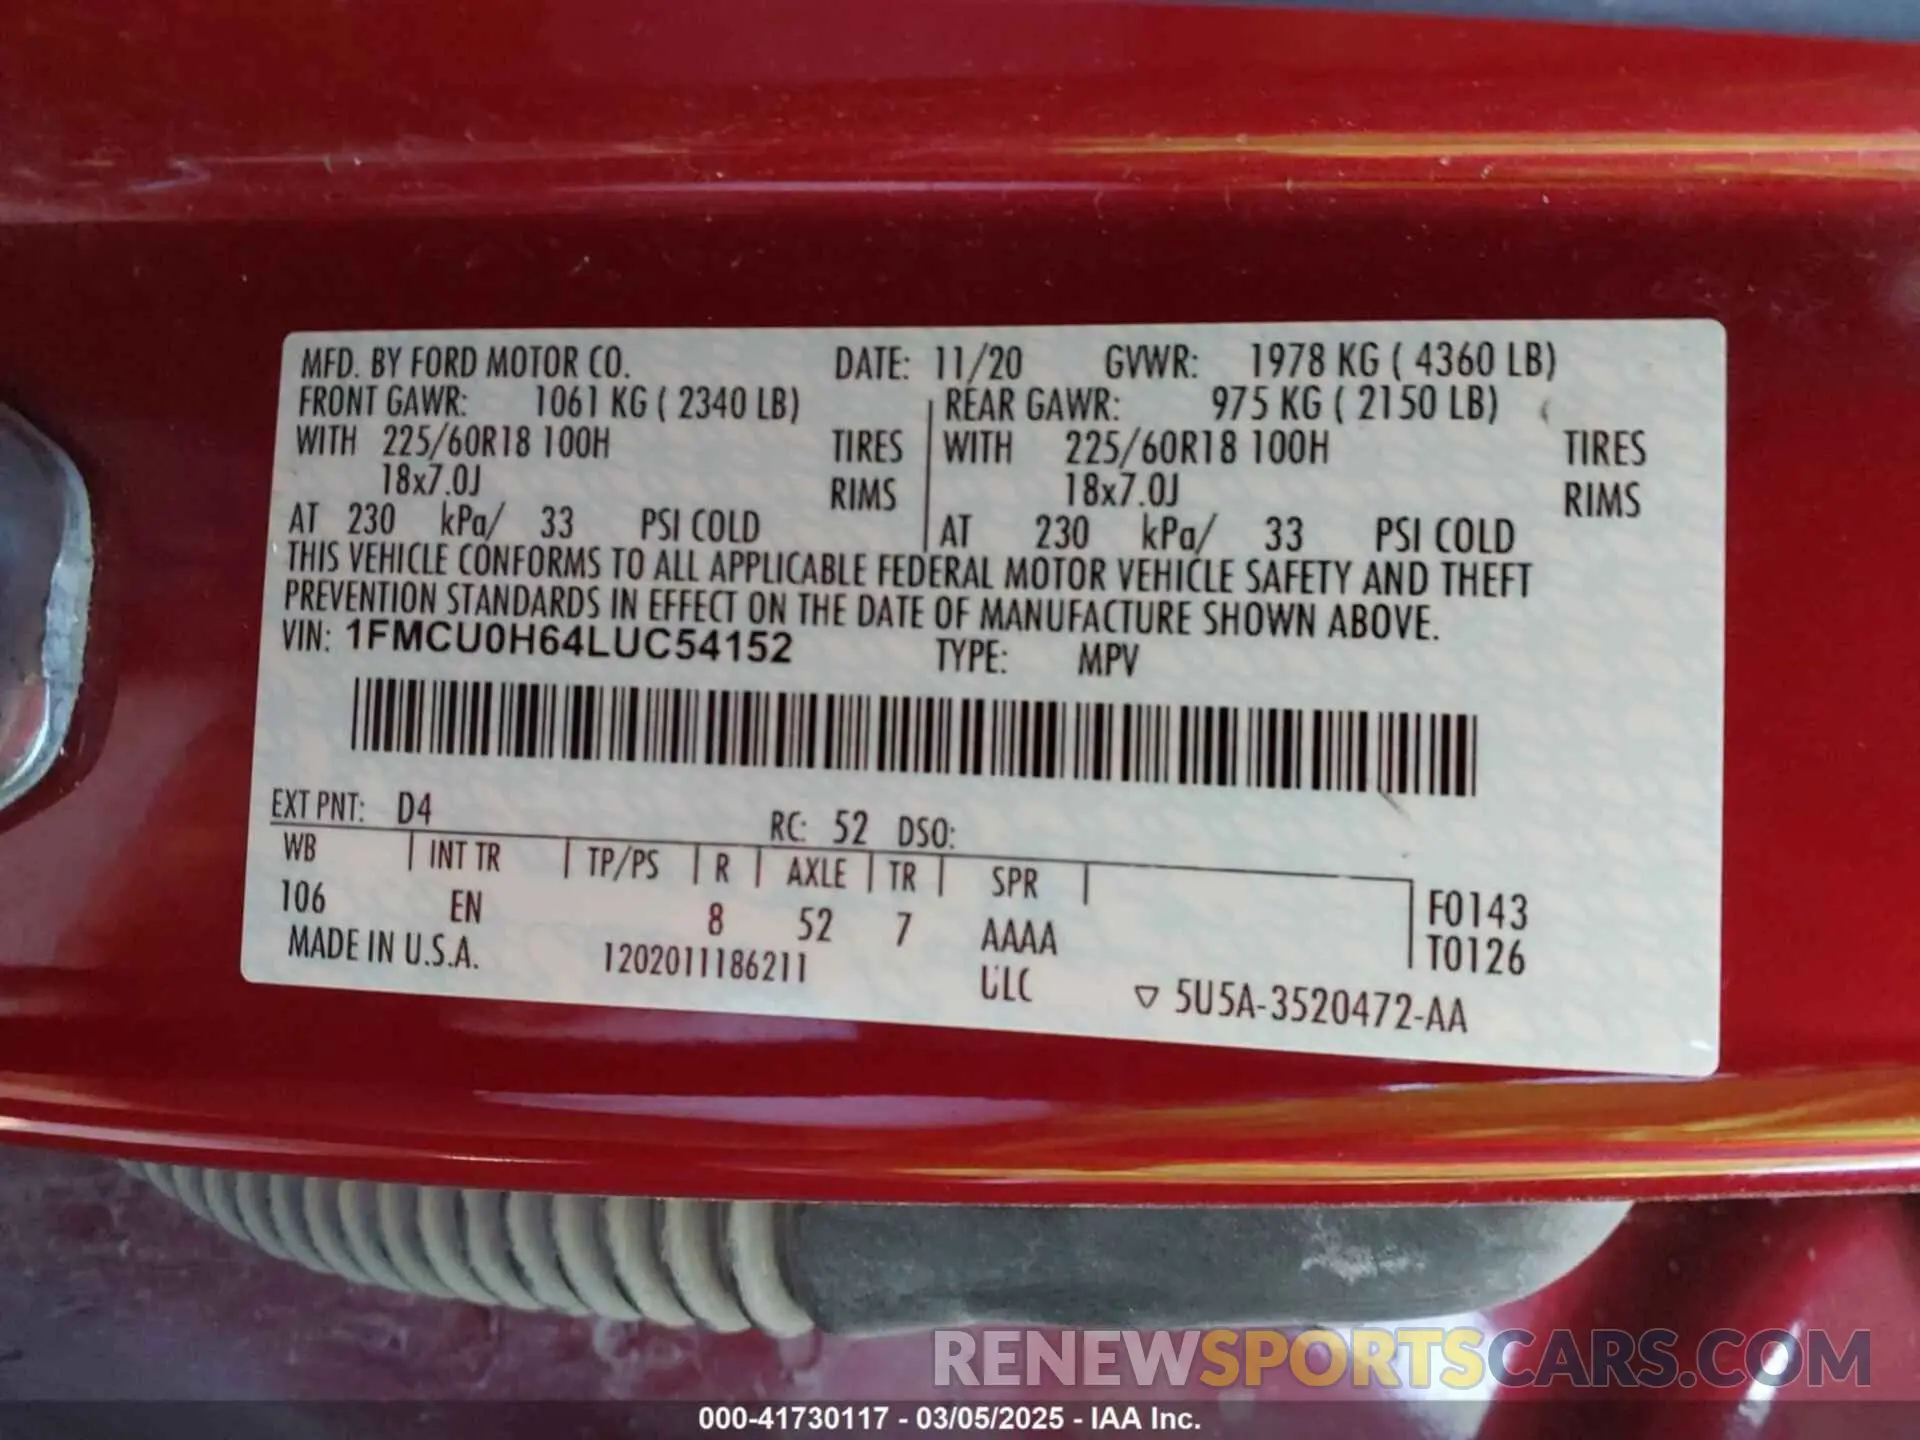 MFD. BY FORD MOTOR CO. DATE: 11/20 GVWR: 1978 KG ( 4360 LB)
FRONT GAWR: 1061 KG ( 2340 LB) REAR GAWR: 975 KG ( 2150 LB)
WITH 225/60R18 100H TIRES WITH 225/60R18 100H TIRES
18x7.0J RIMS 18x7.0J RIMS
AT 230 kPa/ 33 PSI COLD AT 230 kPa/ 33 PSI COLD
THIS VEHICLE CONFORMS TO ALL APPLICABLE FEDERAL MOTOR VEHICLE SAFETY AND THEFT
PREVENTION STANDARDS IN EFFECT ON THE DATE OF MANUFACTURE SHOWN ABOVE.
VIN: 1FMCU0H64LUC54152 TYPE: MPV
EXT PNT: D4 RC: 52 DSO:
WB INT TR TP/PS R AXLE TR SPR
106 EN 8 52 7 AAAA F0143
T0126
MADE IN U.S.A. 1202011186211 5U5A-3520472-AA
RENEWSPORTSCARS.COM
000-41730117 - 03/05/2025 - IAA Inc.